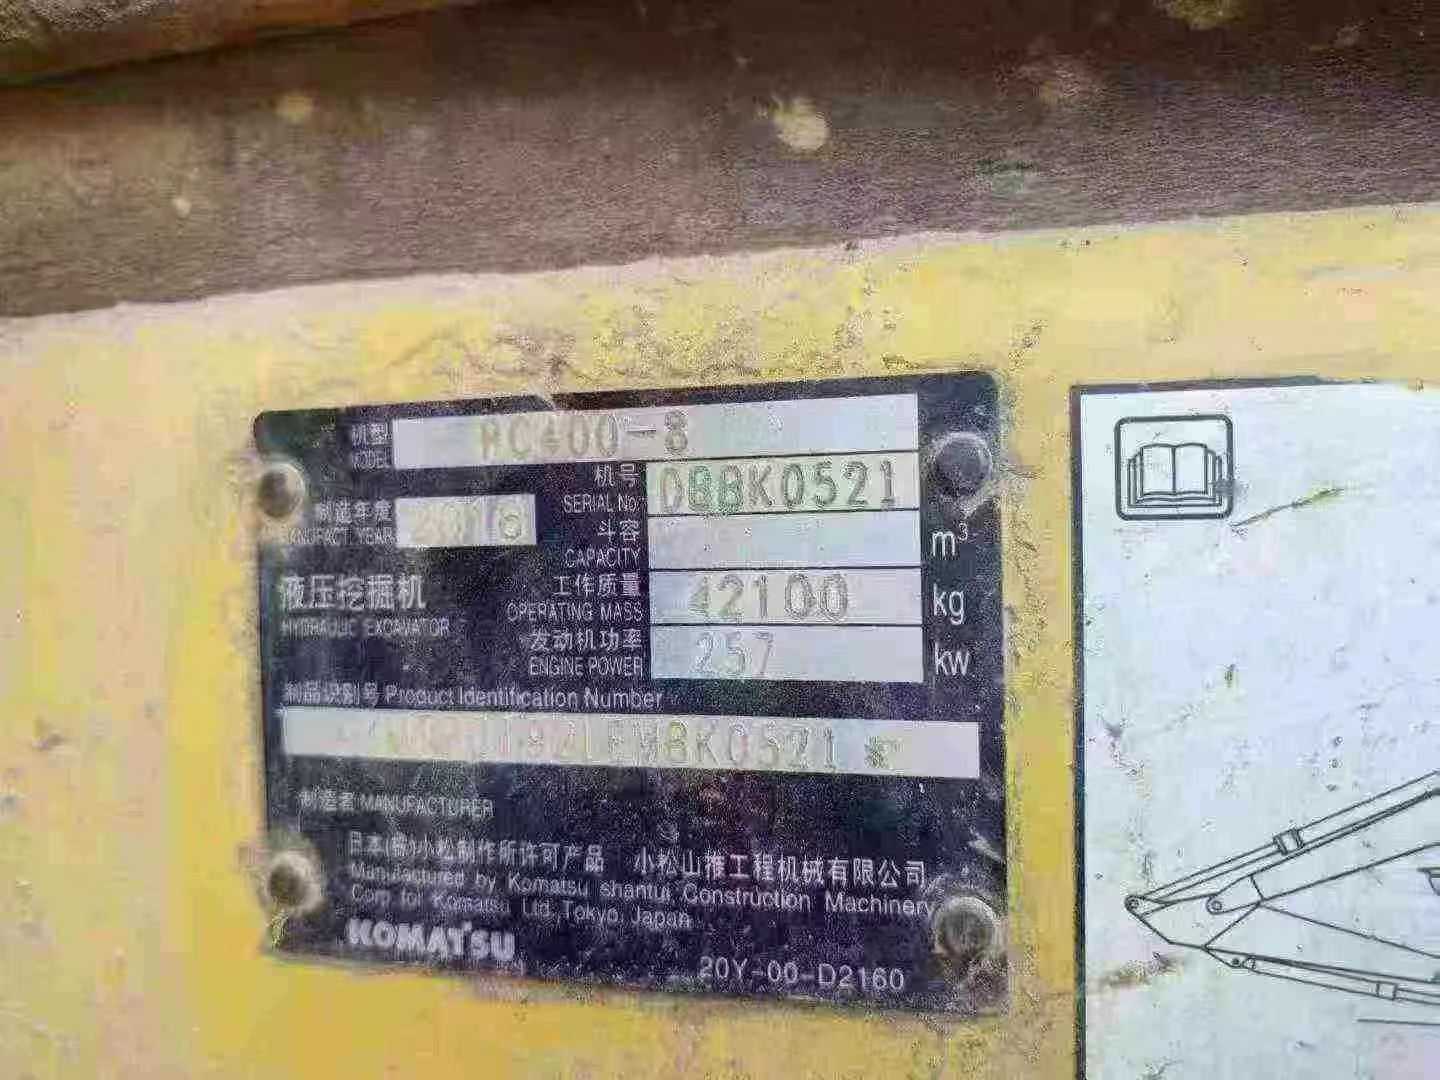 机型 MODEL PC400-8
机号 SERIAL No DBBK0521
制造年度 MANUFACT. YEAR
斗容 CAPACITY m³
液压挖掘机 HYDRAULIC EXCAVATOR
工作质量 OPERATING MASS 42100 kg
发动机功率 ENGINE POWER 257 kw
制品识别号 Product Identification Number
制造者 MANUFACTURER
日本(株)小松制作所许可产品 小松山推工程机械有限公司
Manufactured by Komatsu shantui Construction Machinery
Corp for Komatsu Ltd.,Tokyo, Japan
KOMATSU
20Y-00-D2160